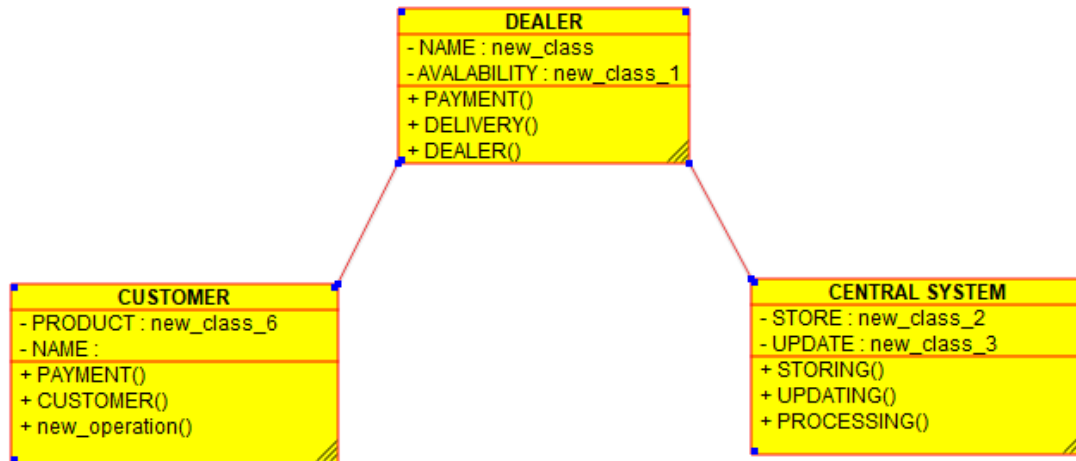 DEALER
- NAME : new_class
- AVALABILITY : new_class_1
+ PAYMENT()
+ DELIVERY()
+ DEALER()
CUSTOMER
- PRODUCT : new_class_6
- NAME :
+ PAYMENT()
+ CUSTOMER()
+ new_operation()
CENTRAL SYSTEM
- STORE : new_class_2
- UPDATE : new_class_3
+ STORING()
+ UPDATING()
+ PROCESSING()